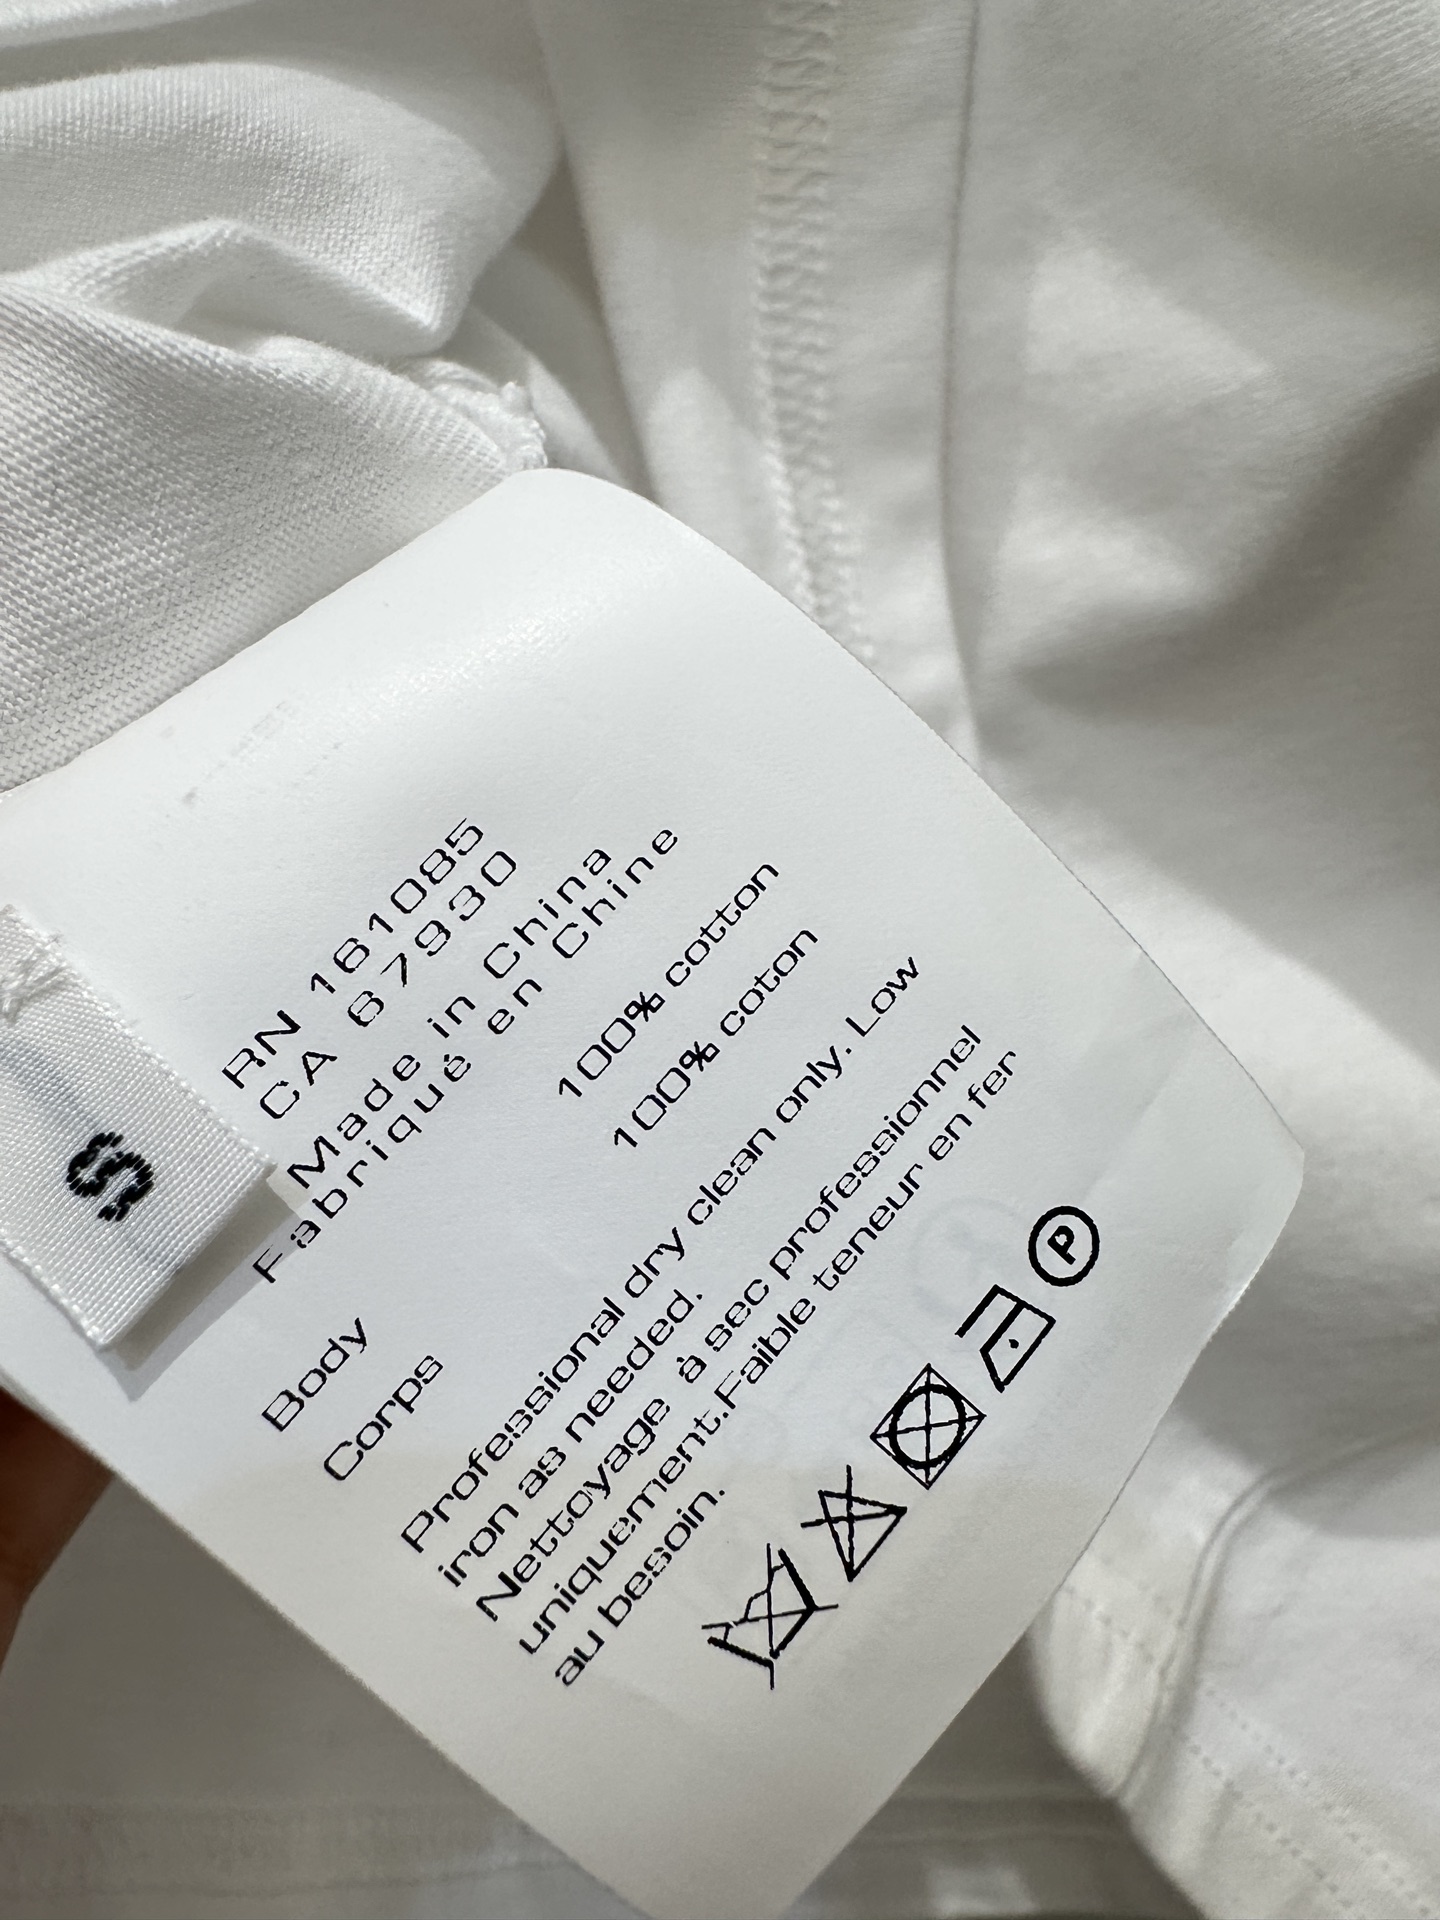 RN 161085
CA 67930
Made in China
Fabriqué en Chine
Body 100% cotton
Corps 100% coton
Professional dry clean only. Low
iron as needed.
Nettoyage à sec professionnel
uniquement.Faible teneur en fer
au besoin.
P
S